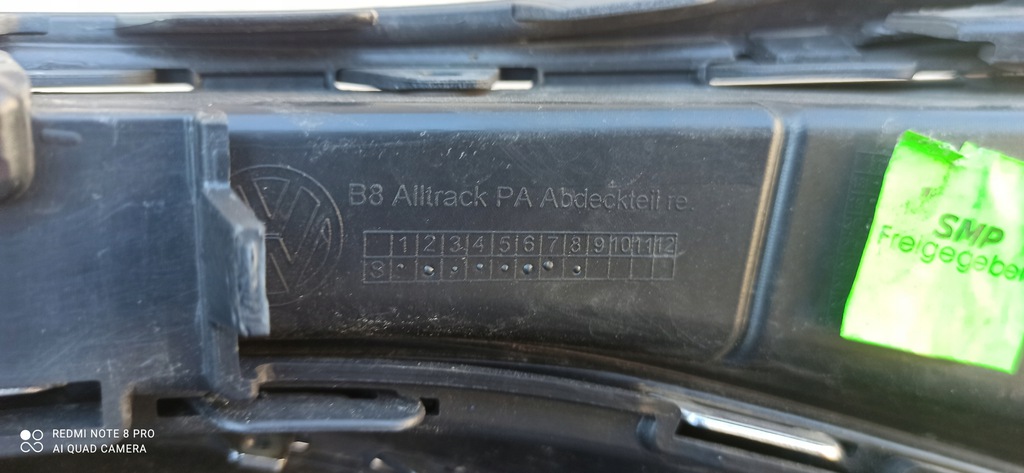 B8 Alltrack PA Abdeckteil re.
1 2 3 4 5 6 7 8 9 10 11 12
SMP
Freigegeben
REDMI NOTE 8 PRO
AI QUAD CAMERA